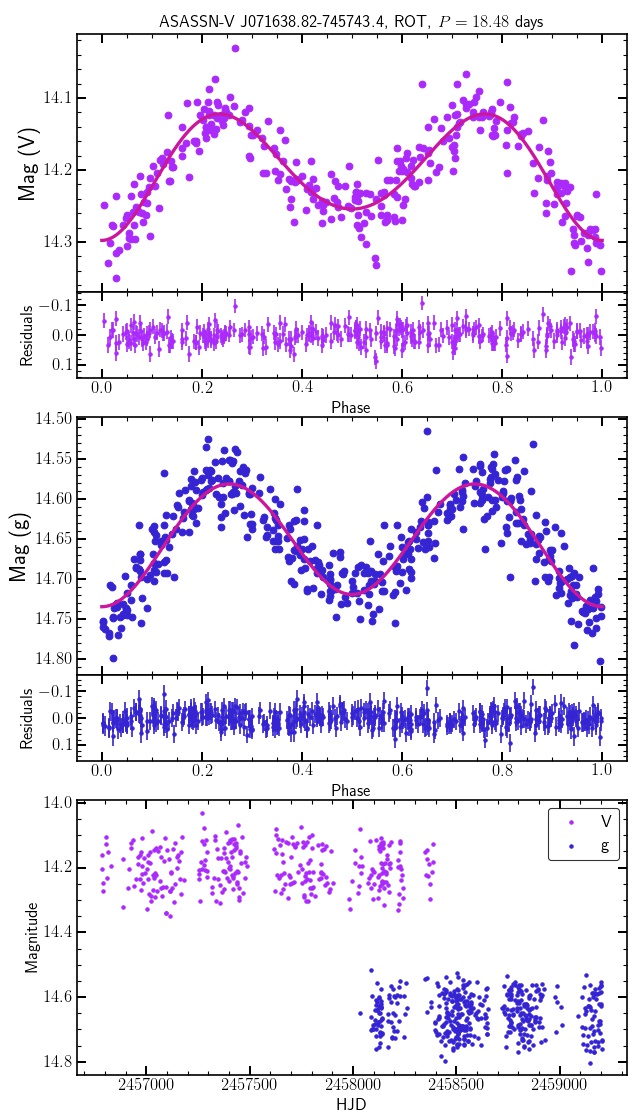 ASASSN-V J071638.82-745743.4, ROT, P = 18.48 days
Mag (V)
14.1
14.2
14.3
Residuals
−0.1
0.0
0.1
0.0 0.2 0.4 0.6 0.8 1.0
Phase
Mag (g)
14.50
14.55
14.60
14.65
14.70
14.75
14.80
Residuals
−0.1
0.0
0.1
0.0 0.2 0.4 0.6 0.8 1.0
Phase
Magnitude
14.0
14.2
14.4
14.6
14.8
V
g
2457000 2457500 2458000 2458500 2459000
HJD